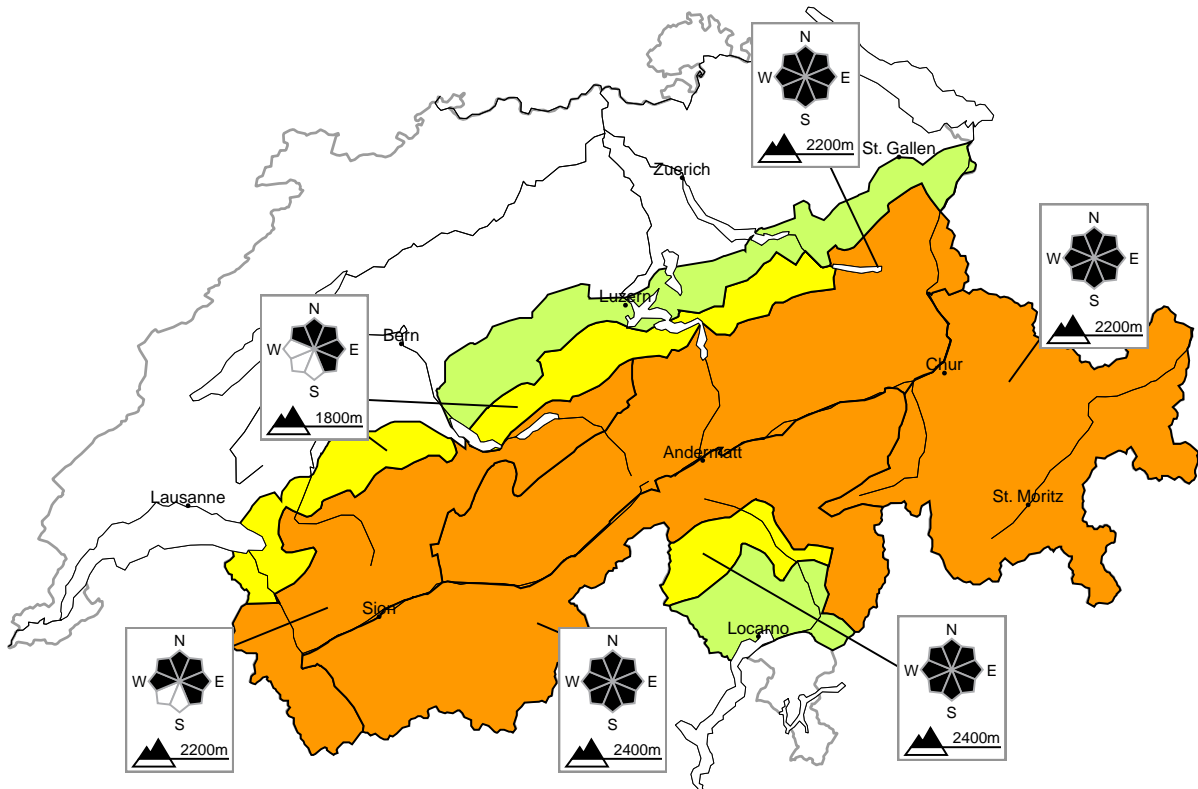 N
W E
S
2200m
St. Gallen
Zuerich
N
W E
S
2200m
Luzern
N
W E
S
1800m
Bern
Chur
Andermatt
Lausanne
St. Moritz
Sion
Locarno
N
W E
S
2200m
N
W E
S
2400m
N
W E
S
2400m